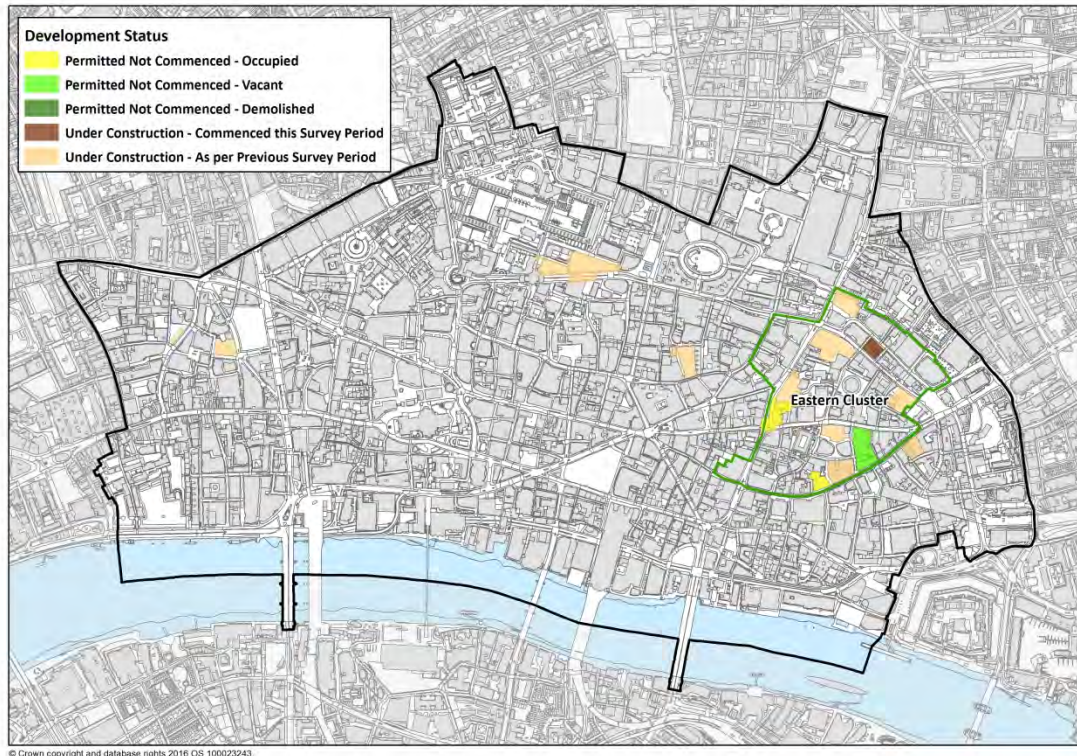 Development Status
Permitted Not Commenced - Occupied
Permitted Not Commenced - Vacant
Permitted Not Commenced - Demolished
Under Construction - Commenced this Survey Period
Under Construction - As per Previous Survey Period
Eastern Cluster
© Crown copyright and database rights 2016 OS 100023243